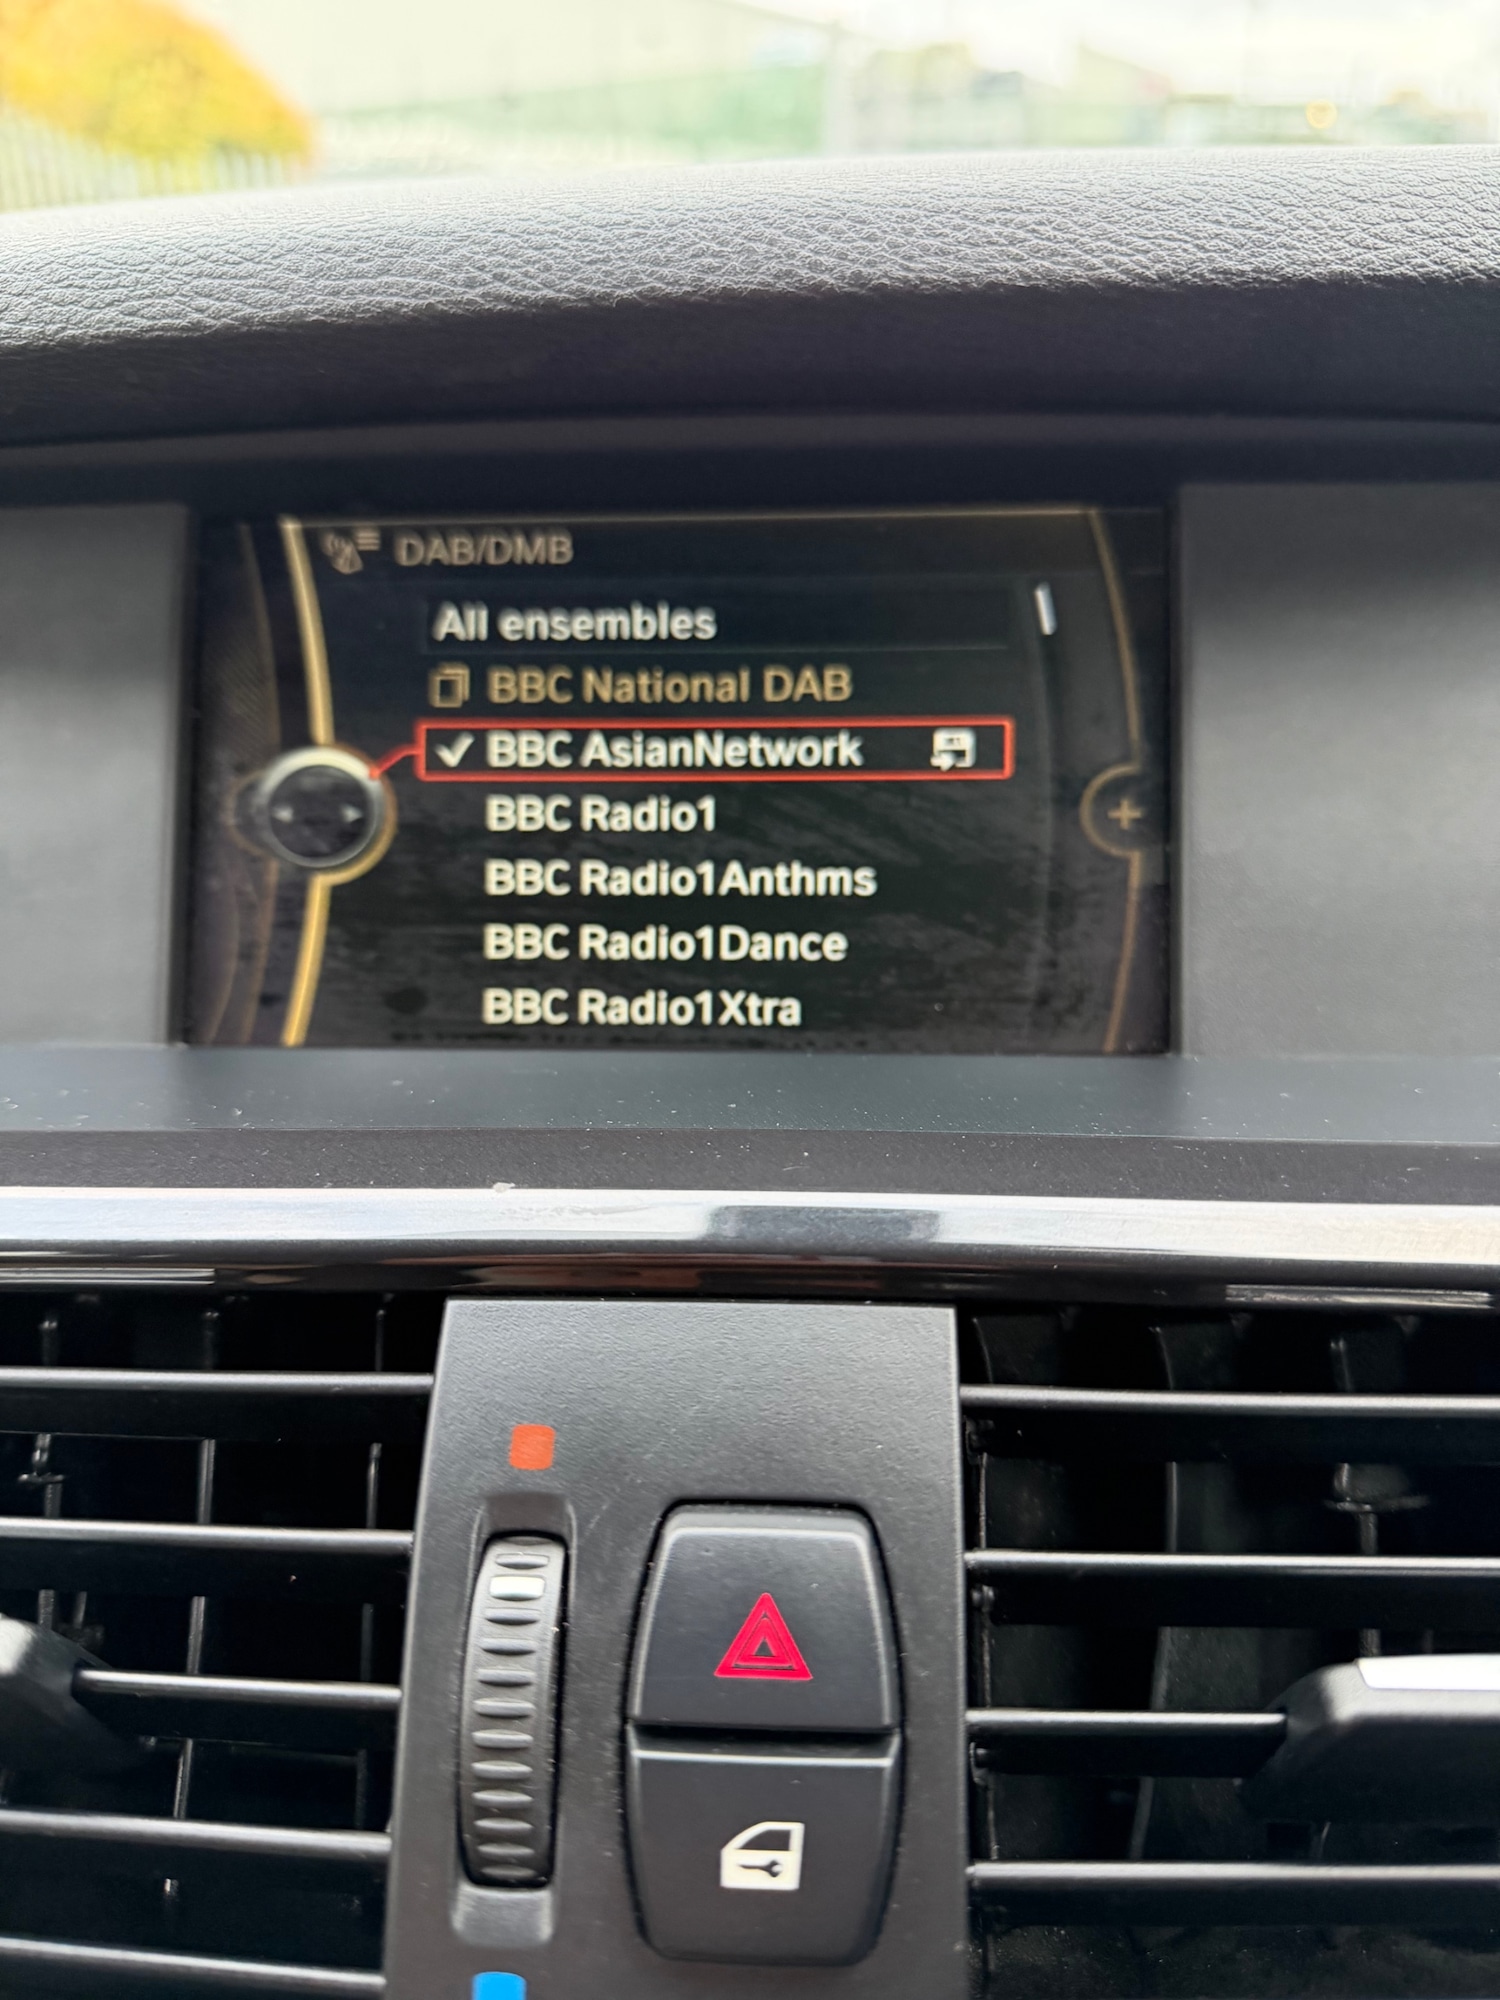 DAB/DMB
All ensembles
BBC National DAB
BBC AsianNetwork
BBC Radio1
BBC Radio1Anthms
BBC Radio1Dance
BBC Radio1Xtra